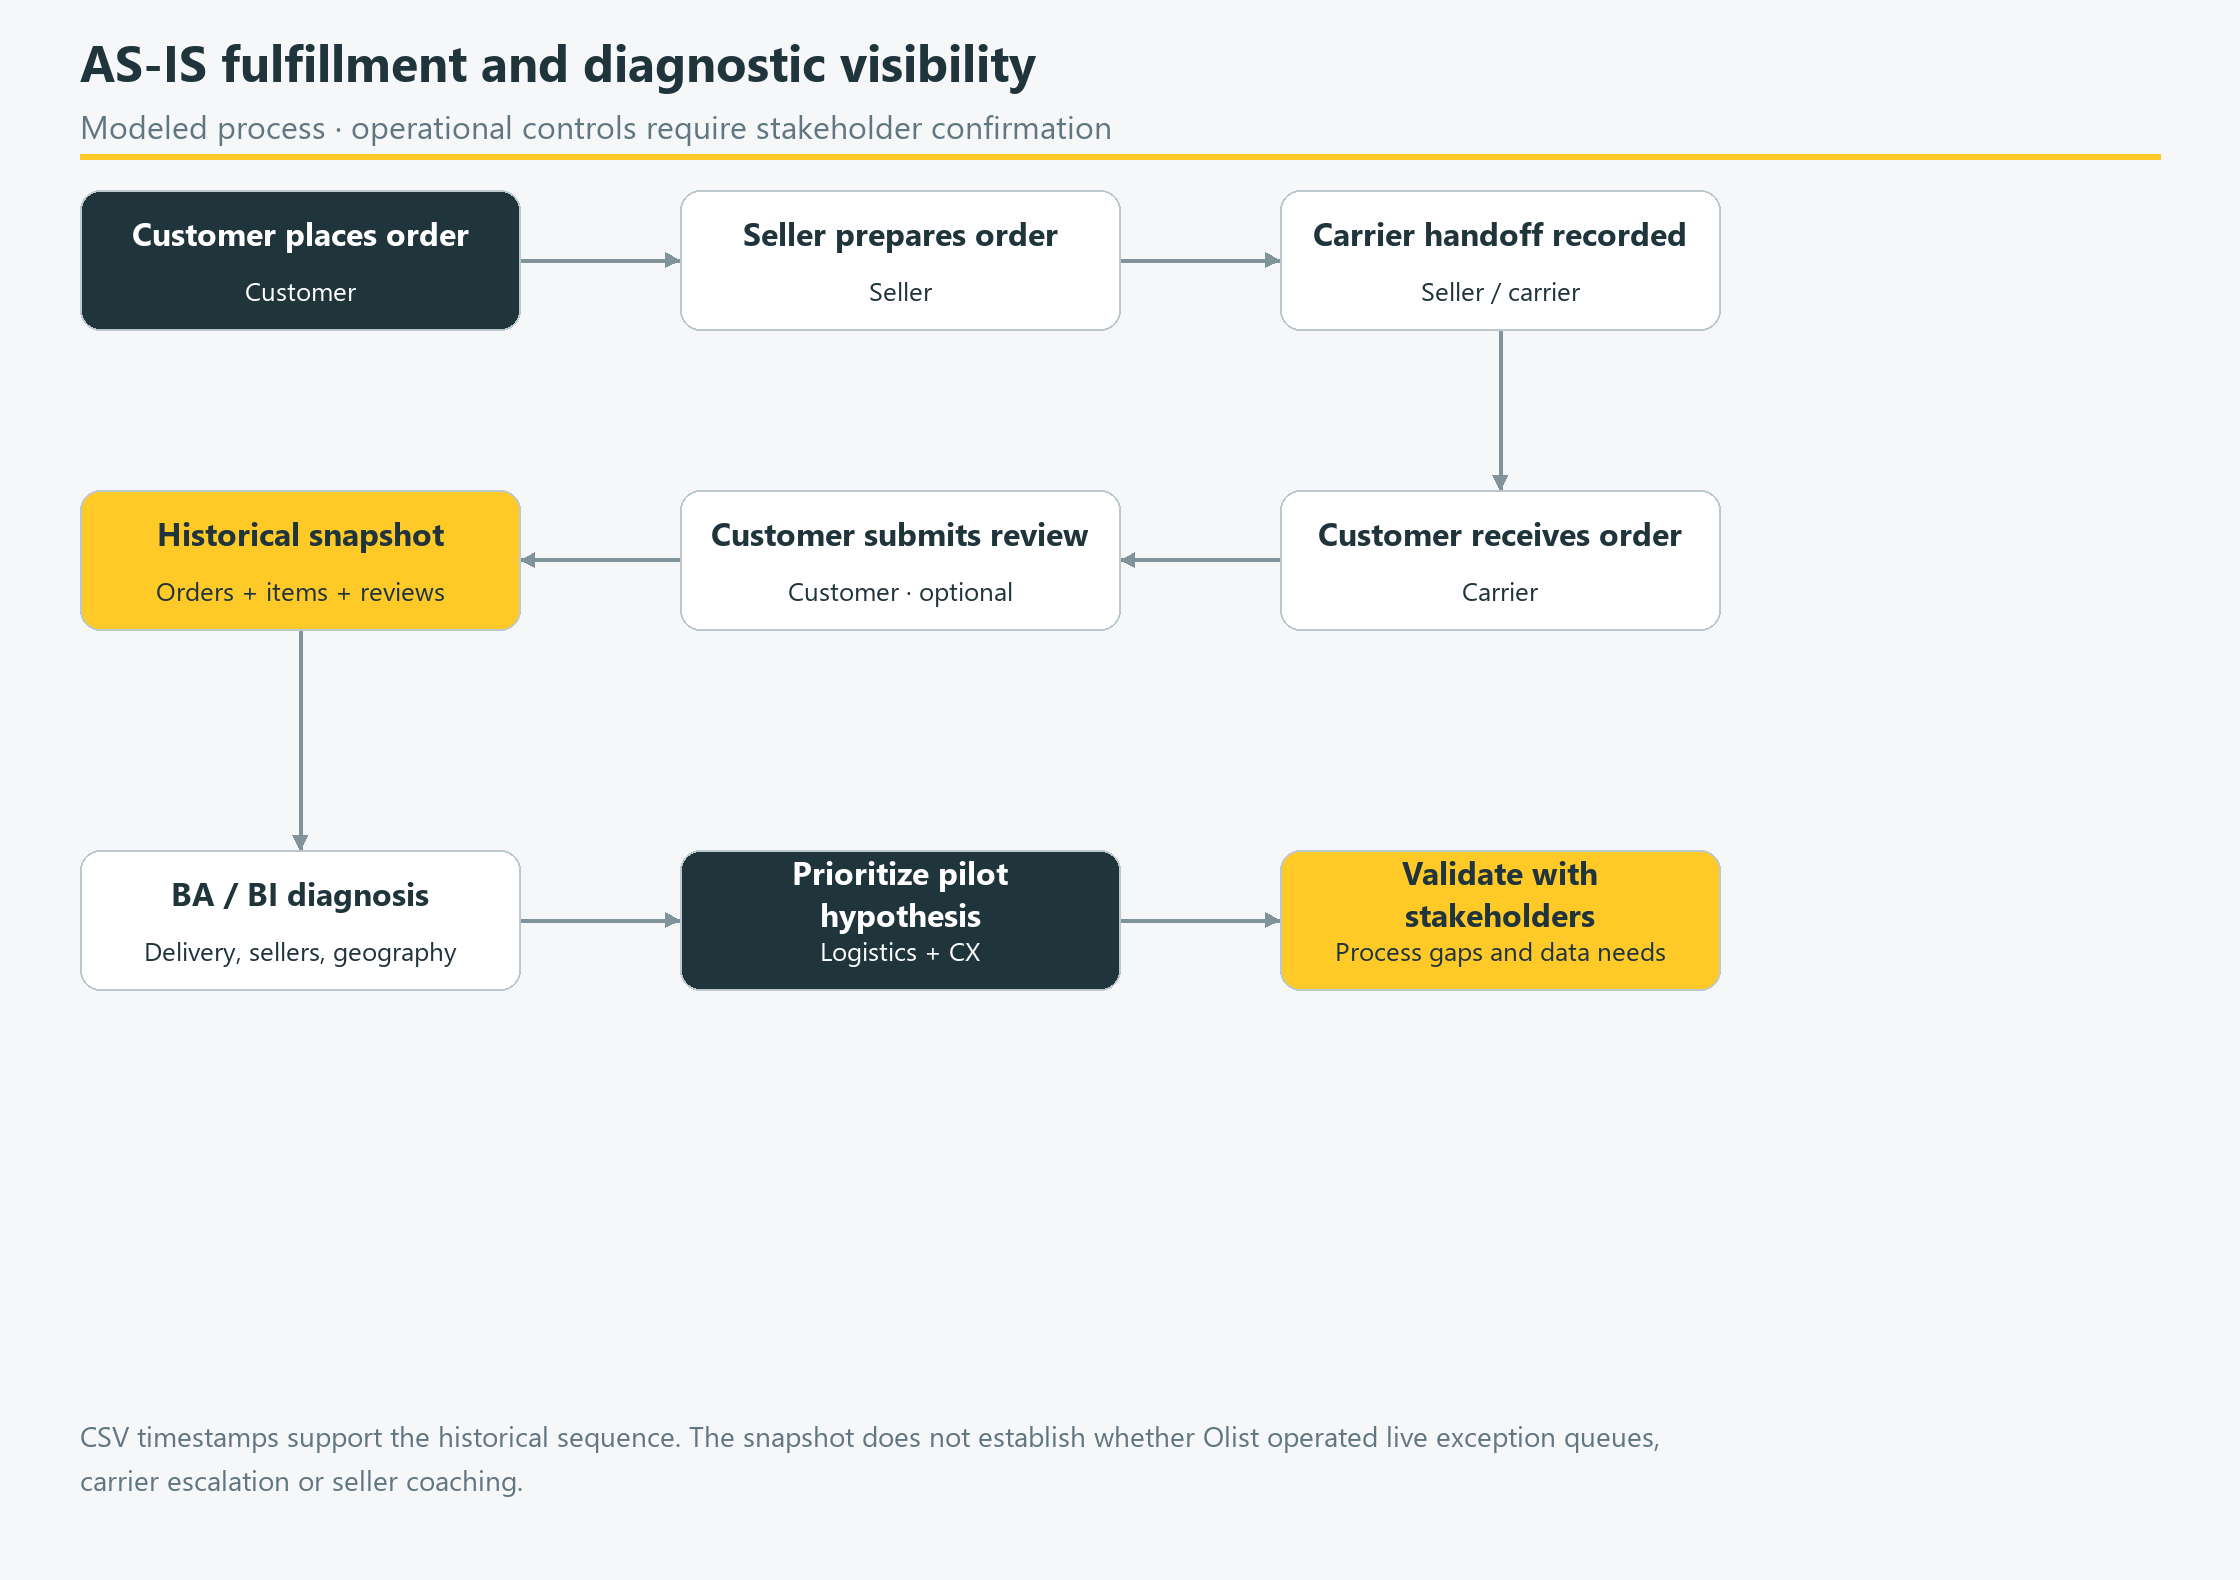 AS-IS fulfillment and diagnostic visibility
Modeled process · operational controls require stakeholder confirmation
Customer places order
Customer
Seller prepares order
Seller
Carrier handoff recorded
Seller / carrier
Historical snapshot
Orders + items + reviews
Customer submits review
Customer · optional
Customer receives order
Carrier
BA / BI diagnosis
Delivery, sellers, geography
Prioritize pilot
hypothesis
Logistics + CX
Validate with
stakeholders
Process gaps and data needs
CSV timestamps support the historical sequence. The snapshot does not establish whether Olist operated live exception queues,
carrier escalation or seller coaching.